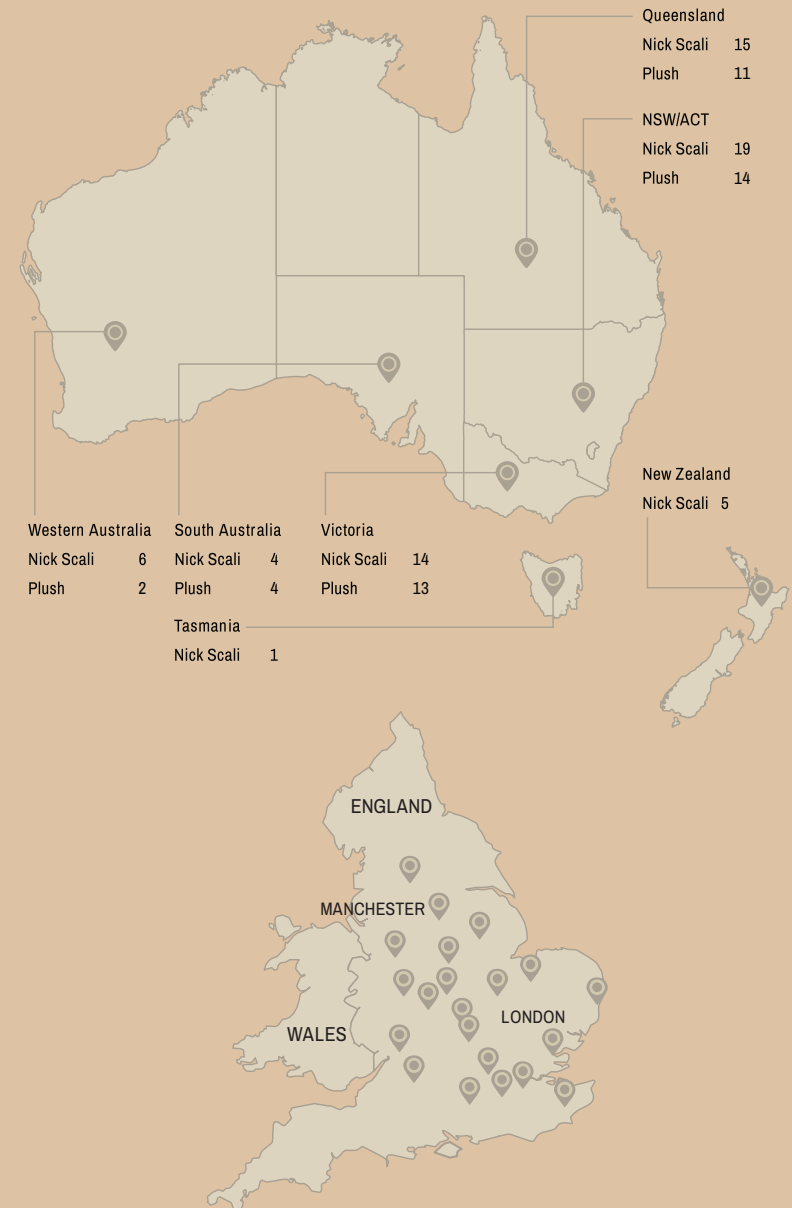 Queensland
Nick Scali 15
Plush 11
NSW/ACT
Nick Scali 19
Plush 14
New Zealand
Nick Scali 5
Western Australia
Nick Scali 6
Plush 2
South Australia
Nick Scali 4
Plush 4
Victoria
Nick Scali 14
Plush 13
Tasmania
Nick Scali 1
ENGLAND
MANCHESTER
LONDON
WALES